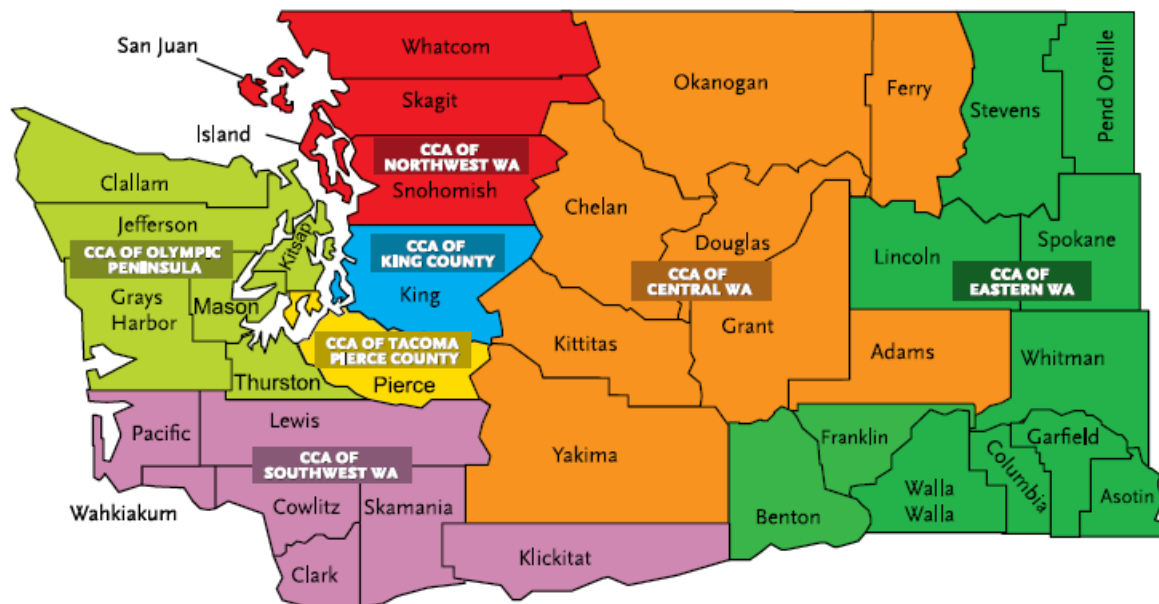 San Juan
Whatcom
Okanogan
Ferry
Stevens
Pend Oreille
Skagit
Island
CCA OF
NORTHWEST WA
Snohomish
Clallam
Jefferson
Kitsap
CCA OF OLYMPIC
PENINSULA
CCA OF
KING COUNTY
King
Chelan
Douglas
CCA OF
CENTRAL WA
Grant
Lincoln
Spokane
CCA OF
EASTERN WA
Grays
Harbor
Mason
CCA OF TACOMA
PIERCE COUNTY
Pierce
Thurston
Kittitas
Adams
Whitman
Pacific
Lewis
CCA OF
SOUTHWEST WA
Yakima
Franklin
Garfield
Columbia
Asotin
Walla
Walla
Benton
Wahkiakum
Cowlitz
Skamania
Klickitat
Clark